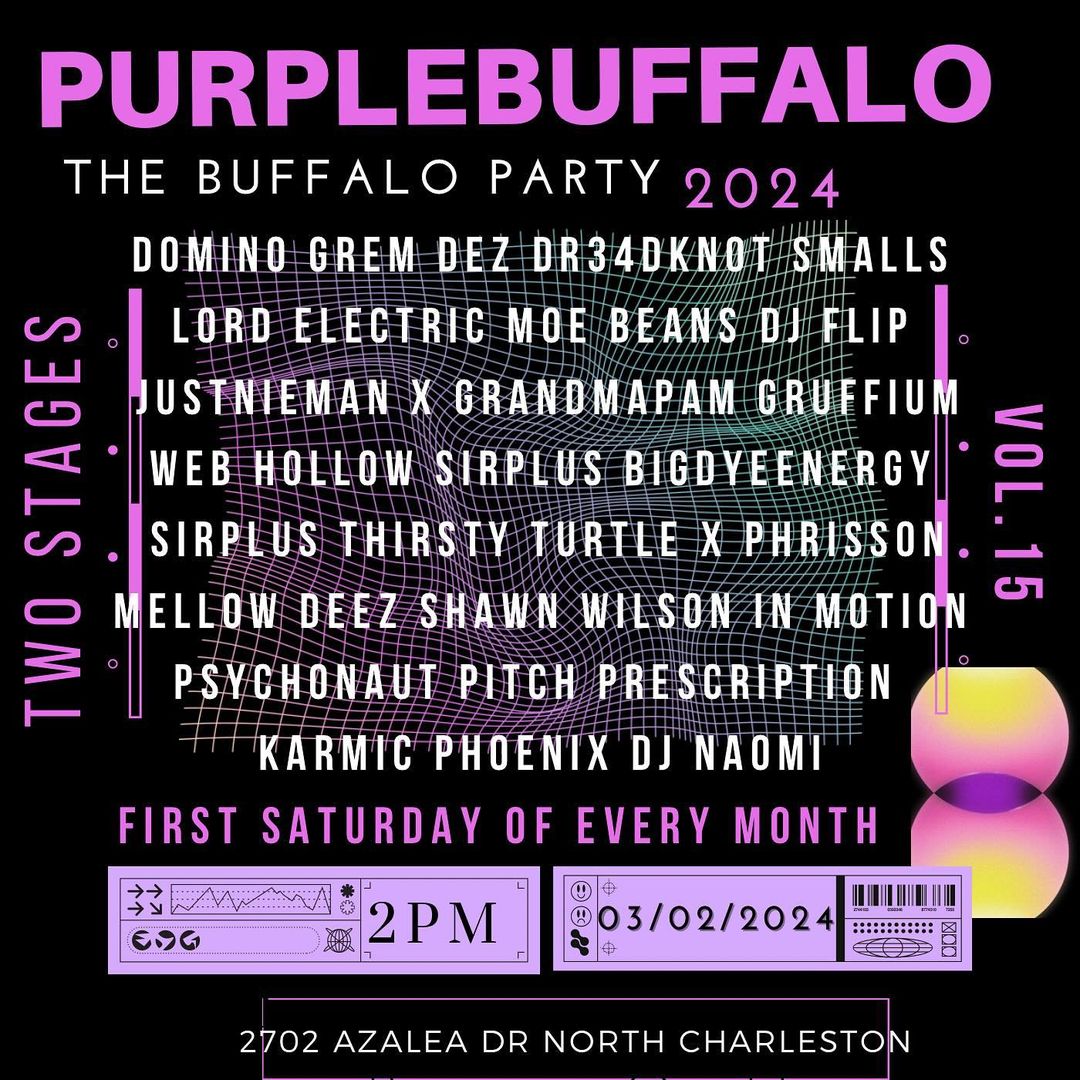 PURPLEBUFFALO
THE BUFFALO PARTY 2024
DOMINO GREM DEZ DR34DKNOT SMALLS
LORD ELECTRIC MOE BEANS DJ FLIP
JUSTNIEMAN X GRANDMAPAM GRUFFIUM
WEB HOLLOW SIRPLUS BIGDYEENERGY
SIRPLUS THIRSTY TURTLE X PHRISSON
MELLOW DEEZ SHAWN WILSON IN MOTION
PSYCHONAUT PITCH PRESCRIPTION
KARMIC PHOENIX DJ NAOMI
TWO STAGES
VOL.15
FIRST SATURDAY OF EVERY MONTH
2PM
03/02/2024
2702 AZALEA DR NORTH CHARLESTON